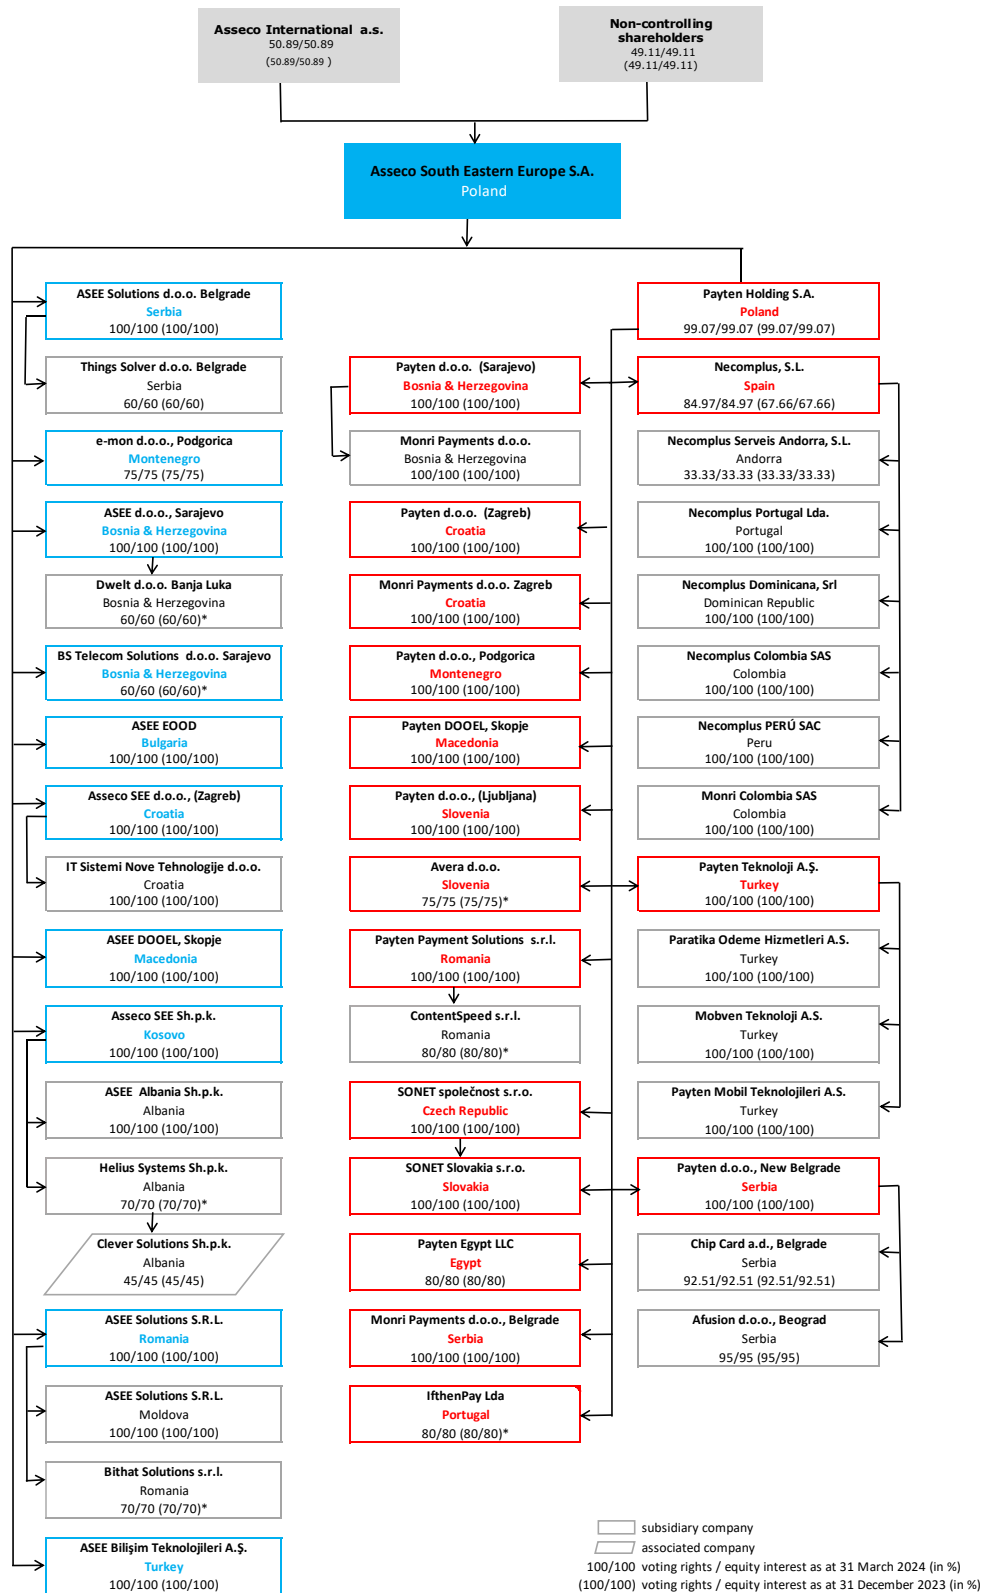 Asseco International a.s.
50.89/50.89
(50.89/50.89 )
Non-controlling
shareholders
49.11/49.11
(49.11/49.11)
Asseco South Eastern Europe S.A.
Poland
ASEE Solutions d.o.o. Belgrade
Serbia
100/100 (100/100)
Things Solver d.o.o. Belgrade
Serbia
60/60 (60/60)
e-mon d.o.o., Podgorica
Montenegro
75/75 (75/75)
ASEE d.o.o., Sarajevo
Bosnia & Herzegovina
100/100 (100/100)
Dwelt d.o.o. Banja Luka
Bosnia & Herzegovina
60/60 (60/60)*
BS Telecom Solutions d.o.o. Sarajevo
Bosnia & Herzegovina
60/60 (60/60)*
ASEE EOOD
Bulgaria
100/100 (100/100)
Asseco SEE d.o.o., (Zagreb)
Croatia
100/100 (100/100)
IT Sistemi Nove Tehnologije d.o.o.
Croatia
100/100 (100/100)
ASEE DOOEL, Skopje
Macedonia
100/100 (100/100)
Asseco SEE Sh.p.k.
Kosovo
100/100 (100/100)
ASEE Albania Sh.p.k.
Albania
100/100 (100/100)
Helius Systems Sh.p.k.
Albania
70/70 (70/70)*
Clever Solutions Sh.p.k.
Albania
45/45 (45/45)
ASEE Solutions S.R.L.
Romania
100/100 (100/100)
ASEE Solutions S.R.L.
Moldova
100/100 (100/100)
Bithat Solutions s.r.l.
Romania
70/70 (70/70)*
ASEE Bilişim Teknolojileri A.Ş.
Turkey
100/100 (100/100)
Payten d.o.o. (Sarajevo)
Bosnia & Herzegovina
100/100 (100/100)
Monri Payments d.o.o.
Bosnia & Herzegovina
100/100 (100/100)
Payten d.o.o. (Zagreb)
Croatia
100/100 (100/100)
Monri Payments d.o.o. Zagreb
Croatia
100/100 (100/100)
Payten d.o.o., Podgorica
Montenegro
100/100 (100/100)
Payten DOOEL, Skopje
Macedonia
100/100 (100/100)
Payten d.o.o., (Ljubljana)
Slovenia
100/100 (100/100)
Avera d.o.o.
Slovenia
75/75 (75/75)*
Payten Payment Solutions s.r.l.
Romania
100/100 (100/100)
ContentSpeed s.r.l.
Romania
80/80 (80/80)*
SONET společnost s.r.o.
Czech Republic
100/100 (100/100)
SONET Slovakia s.r.o.
Slovakia
100/100 (100/100)
Payten Egypt LLC
Egypt
80/80 (80/80)
Monri Payments d.o.o., Belgrade
Serbia
100/100 (100/100)
IfthenPay Lda
Portugal
80/80 (80/80)*
Payten Holding S.A.
Poland
99.07/99.07 (99.07/99.07)
Necomplus, S.L.
Spain
84.97/84.97 (67.66/67.66)
Necomplus Serveis Andorra, S.L.
Andorra
33.33/33.33 (33.33/33.33)
Necomplus Portugal Lda.
Portugal
100/100 (100/100)
Necomplus Dominicana, Srl
Dominican Republic
100/100 (100/100)
Necomplus Colombia SAS
Colombia
100/100 (100/100)
Necomplus PERÚ SAC
Peru
100/100 (100/100)
Monri Colombia SAS
Colombia
100/100 (100/100)
Payten Teknoloji A.Ş.
Turkey
100/100 (100/100)
Paratika Odeme Hizmetleri A.S.
Turkey
100/100 (100/100)
Mobven Teknoloji A.S.
Turkey
100/100 (100/100)
Payten Mobil Teknolojileri A.S.
Turkey
100/100 (100/100)
Payten d.o.o., New Belgrade
Serbia
100/100 (100/100)
Chip Card a.d., Belgrade
Serbia
92.51/92.51 (92.51/92.51)
Afusion d.o.o., Beograd
Serbia
95/95 (95/95)
subsidiary company
associated company
100/100 voting rights / equity interest as at 31 March 2024 (in %)
(100/100) voting rights / equity interest as at 31 December 2023 (in %)